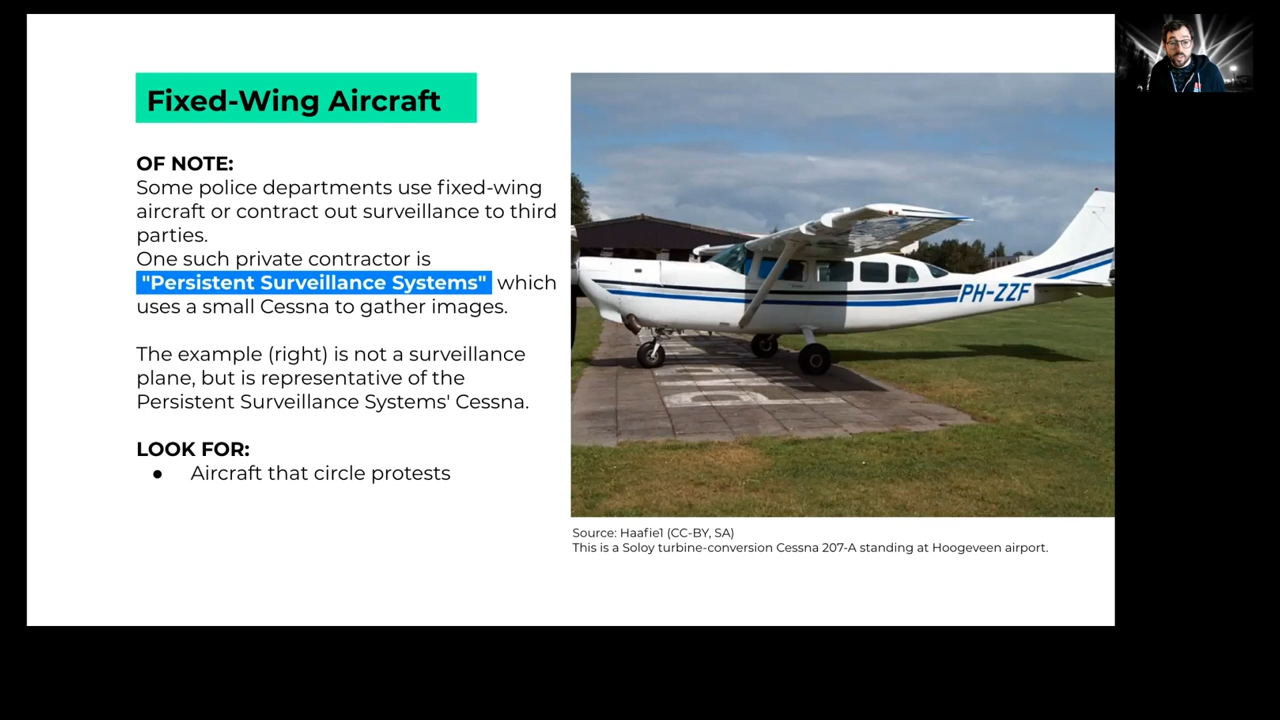 Fixed-Wing Aircraft
OF NOTE:
Some police departments use fixed-wing
aircraft or contract out surveillance to third
parties.
One such private contractor is
"Persistent Surveillance Systems" which
uses a small Cessna to gather images.
The example (right) is not a surveillance
plane, but is representative of the
Persistent Surveillance Systems' Cessna.
LOOK FOR:
● Aircraft that circle protests
PH-ZZF
Source: Haafie1 (CC-BY, SA)
This is a Soloy turbine-conversion Cessna 207-A standing at Hoogeveen airport.